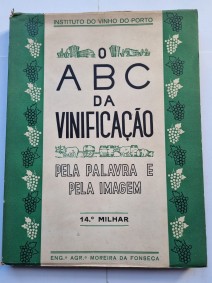 INSTITUTO DO VINHO DO PORTO
O
ABC
DA
VINIFICAÇÃO
PELA PALAVRA E
PELA IMAGEM
14.º MILHAR
ENG.º AGR.º MOREIRA DA FONSECA